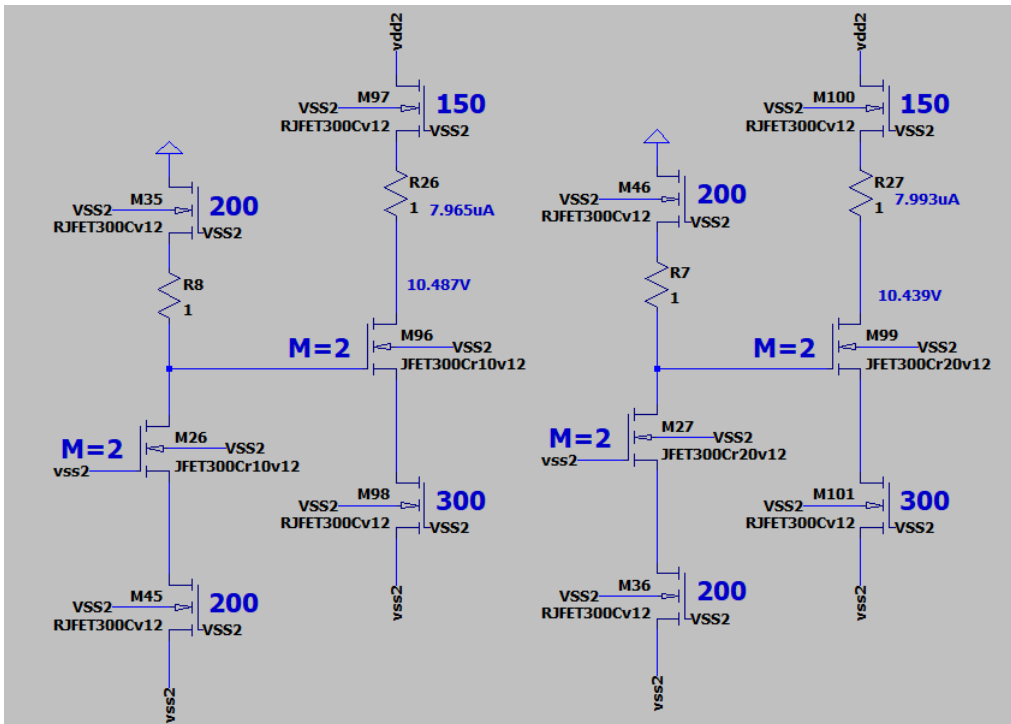 vdd2
M97
150
VSS2
VSS2
RJFET300Cv12
R26
1
7.965uA
M35
200
VSS2
VSS2
RJFET300Cv12
R8
1
10.487V
M=2
M96
VSS2
JFET300Cr10v12
M=2
M26
VSS2
vss2
JFET300Cr10v12
M98
300
VSS2
VSS2
RJFET300Cv12
M45
200
VSS2
VSS2
RJFET300Cv12
vss2
vss2
vdd2
M100
150
VSS2
VSS2
RJFET300Cv12
R27
1
7.993uA
M46
200
VSS2
VSS2
RJFET300Cv12
R7
1
10.439V
M=2
M99
VSS2
JFET300Cr20v12
M=2
M27
VSS2
vss2
JFET300Cr20v12
M101
300
VSS2
VSS2
RJFET300Cv12
M36
200
VSS2
VSS2
RJFET300Cv12
vss2
vss2